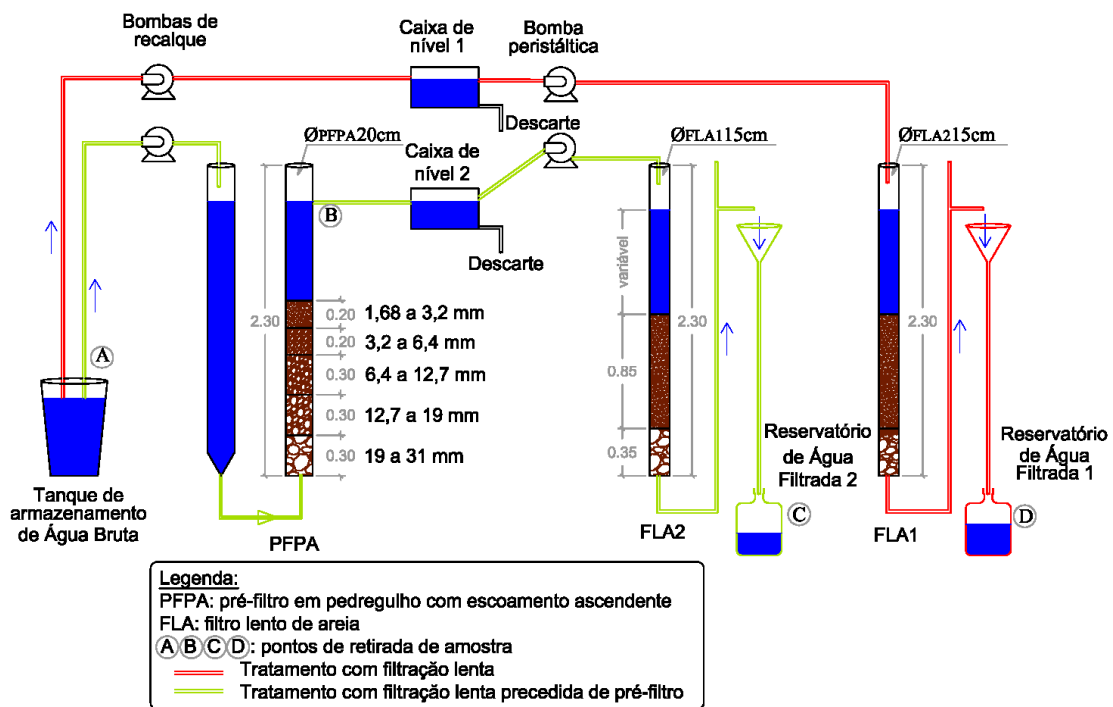 Bombas de
recalque
Caixa de
nível 1
Bomba
peristáltica
Descarte
ØPFPA20cm
Caixa de
nível 2
ØFLA115cm
ØFLA215cm
B
Descarte
A
2.30
0.20
1,68 a 3,2 mm
0.20
3,2 a 6,4 mm
0.30
6,4 a 12,7 mm
0.30
12,7 a 19 mm
0.30
19 a 31 mm
variável
0.85
0.35
2.30
2.30
Tanque de
armazenamento
de Água Bruta
PFPA
FLA2
Reservatório
de Água
Filtrada 2
C
FLA1
Reservatório
de Água
Filtrada 1
D
Legenda:
PFPA: pré-filtro em pedregulho com escoamento ascendente
FLA: filtro lento de areia
A B C D : pontos de retirada de amostra
Tratamento com filtração lenta
Tratamento com filtração lenta precedida de pré-filtro